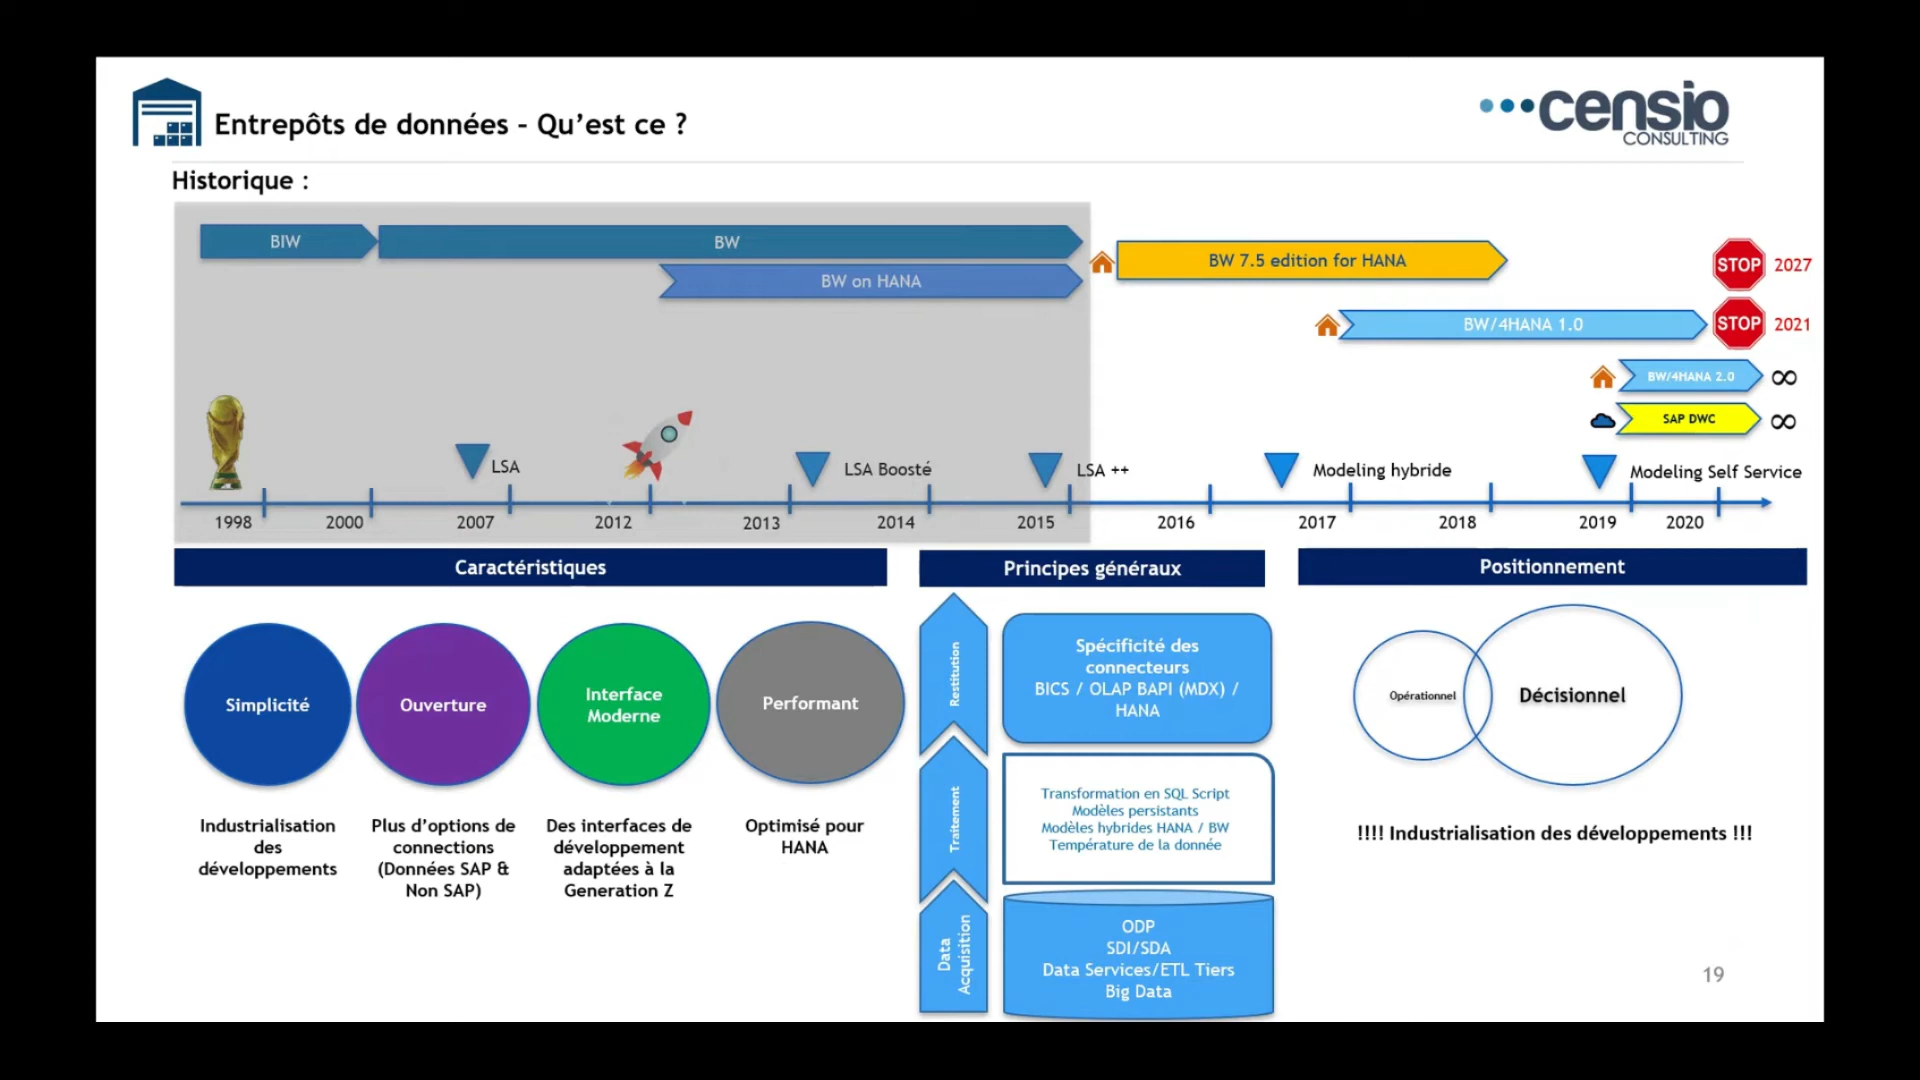 Entrepôts de données – Qu’est ce ?
•••censio
CONSULTING
Historique :
BIW
BW
BW on HANA
BW 7.5 edition for HANA
STOP 2027
BW/4HANA 1.0
STOP 2021
BW/4HANA 2.0
∞
SAP DWC
∞
LSA
LSA Boosté
LSA ++
Modeling hybride
Modeling Self Service
1998 2000 2007 2012 2013 2014 2015 2016 2017 2018 2019 2020
Caractéristiques
Simplicité
Ouverture
Interface
Moderne
Performant
Industrialisation
des
développements
Plus d’options de
connections
(Données SAP &
Non SAP)
Des interfaces de
développement
adaptées à la
Generation Z
Optimisé pour
HANA
Principes généraux
Restitution
Spécificité des
connecteurs
BICS / OLAP BAPI (MDX) /
HANA
Traitement
Transformation en SQL Script
Modèles persistants
Modèles hybrides HANA / BW
Température de la donnée
Data
Acquisition
ODP
SDI/SDA
Data Services/ETL Tiers
Big Data
Positionnement
Opérationnel
Décisionnel
!!!! Industrialisation des développements !!!
19